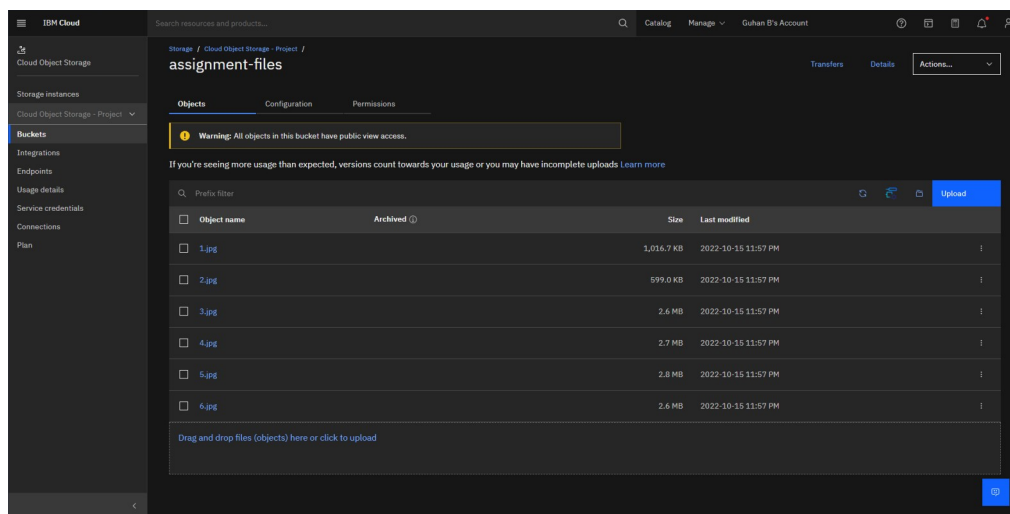 IBM Cloud
Search resources and products...
Catalog
Manage
Guhan B's Account
Cloud Object Storage
Storage instances
Cloud Object Storage - Project
Buckets
Integrations
Endpoints
Usage details
Service credentials
Connections
Plan
Storage / Cloud Object Storage - Project /
assignment-files
Transfers
Details
Actions...
Objects
Configuration
Permissions
Warning: All objects in this bucket have public view access.
If you're seeing more usage than expected, versions count towards your usage or you may have incomplete uploads Learn more
Prefix filter
Upload
Object name Archived Size Last modified
1.jpg 1,016.7 KB 2022-10-15 11:57 PM
2.jpg 599.0 KB 2022-10-15 11:57 PM
3.jpg 2.6 MB 2022-10-15 11:57 PM
4.jpg 2.7 MB 2022-10-15 11:57 PM
5.jpg 2.8 MB 2022-10-15 11:57 PM
6.jpg 2.6 MB 2022-10-15 11:57 PM
Drag and drop files (objects) here or click to upload